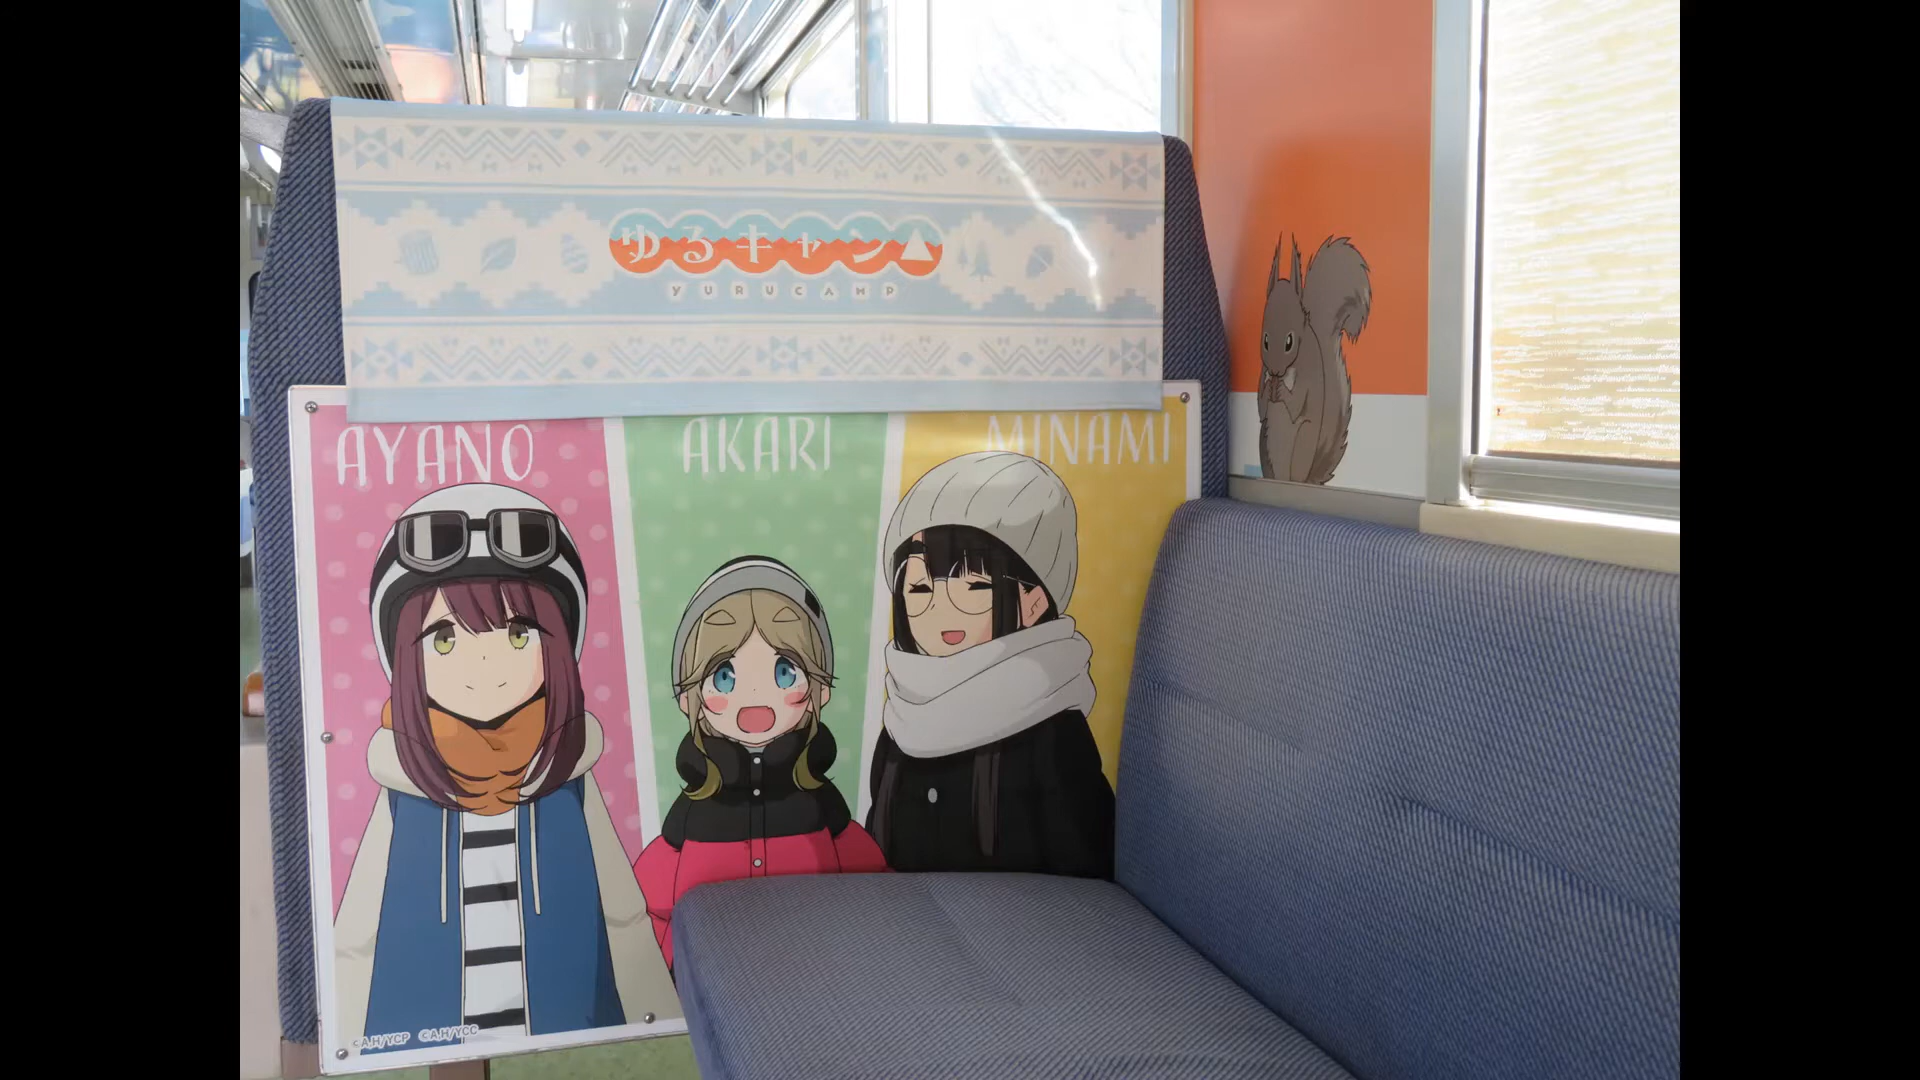 ゆるキャン△
YURUCAMP
AYANO
AKARI
MINAMI
©A.H/YCP ©A.H/YCC